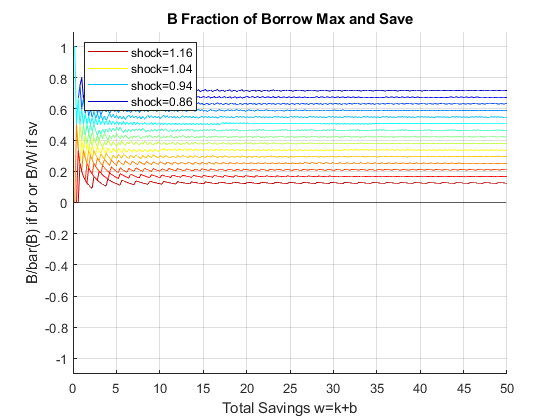 B Fraction of Borrow Max and Save
shock=1.16
shock=1.04
shock=0.94
shock=0.86
1
0.8
0.6
0.4
0.2
0
-0.2
-0.4
-0.6
-0.8
-1
B/bar(B) if br or B/W if sv
0 5 10 15 20 25 30 35 40 45 50
Total Savings w=k+b